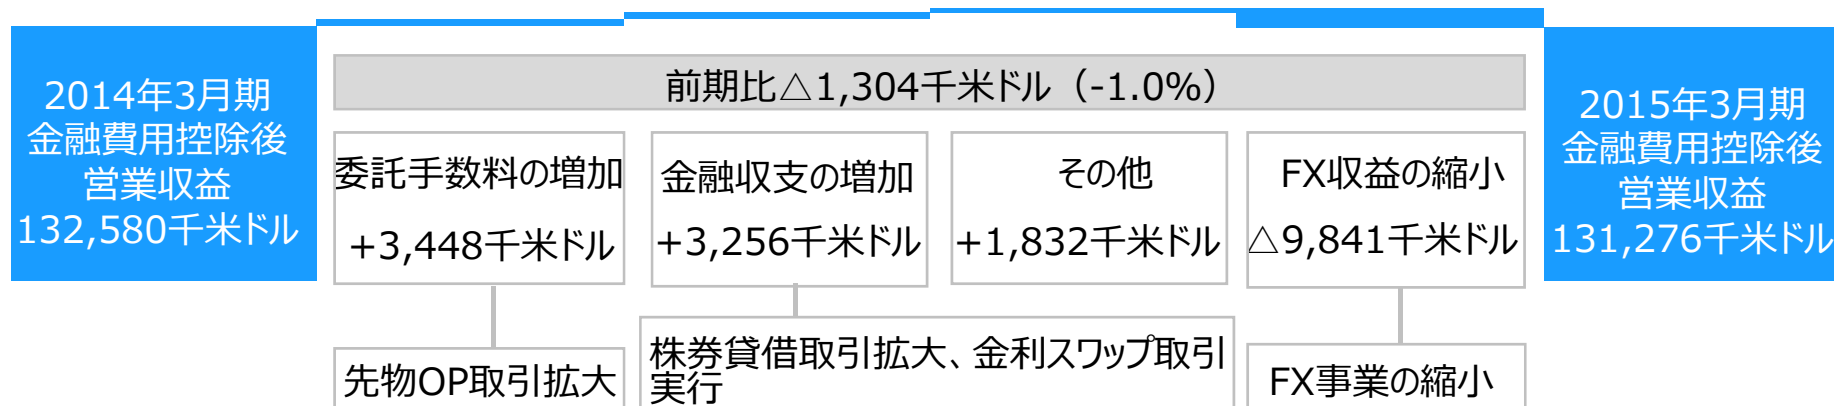 2014年3月期
金融費用控除後
営業収益
132,580千米ドル
前期比△1,304千米ドル（-1.0%）
委託手数料の増加
+3,448千米ドル
金融収支の増加
+3,256千米ドル
その他
+1,832千米ドル
FX収益の縮小
△9,841千米ドル
2015年3月期
金融費用控除後
営業収益
131,276千米ドル
先物OP取引拡大
株券貸借取引拡大、金利スワップ取引
実行
FX事業の縮小